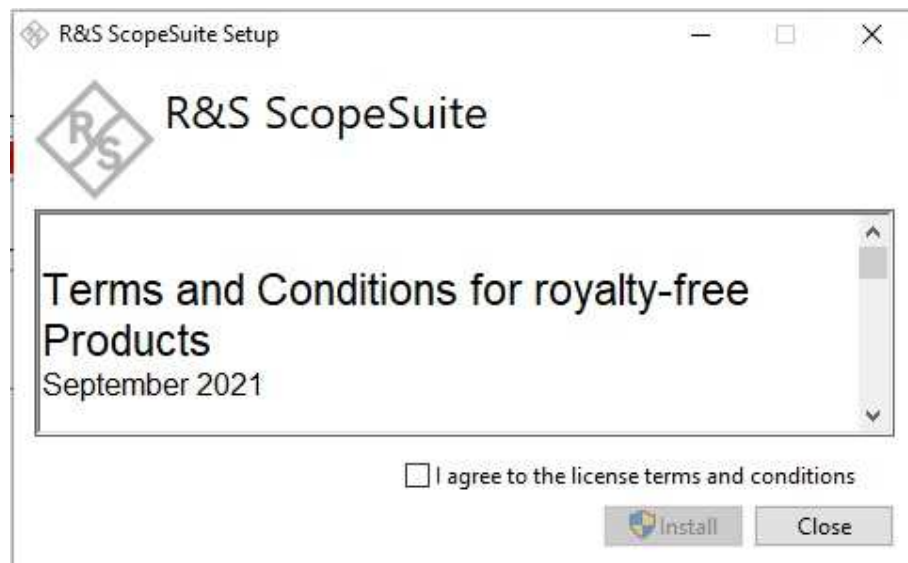 R&S ScopeSuite Setup
R&S ScopeSuite
R/S
Terms and Conditions for royalty-free
Products
September 2021
I agree to the license terms and conditions
Install
Close